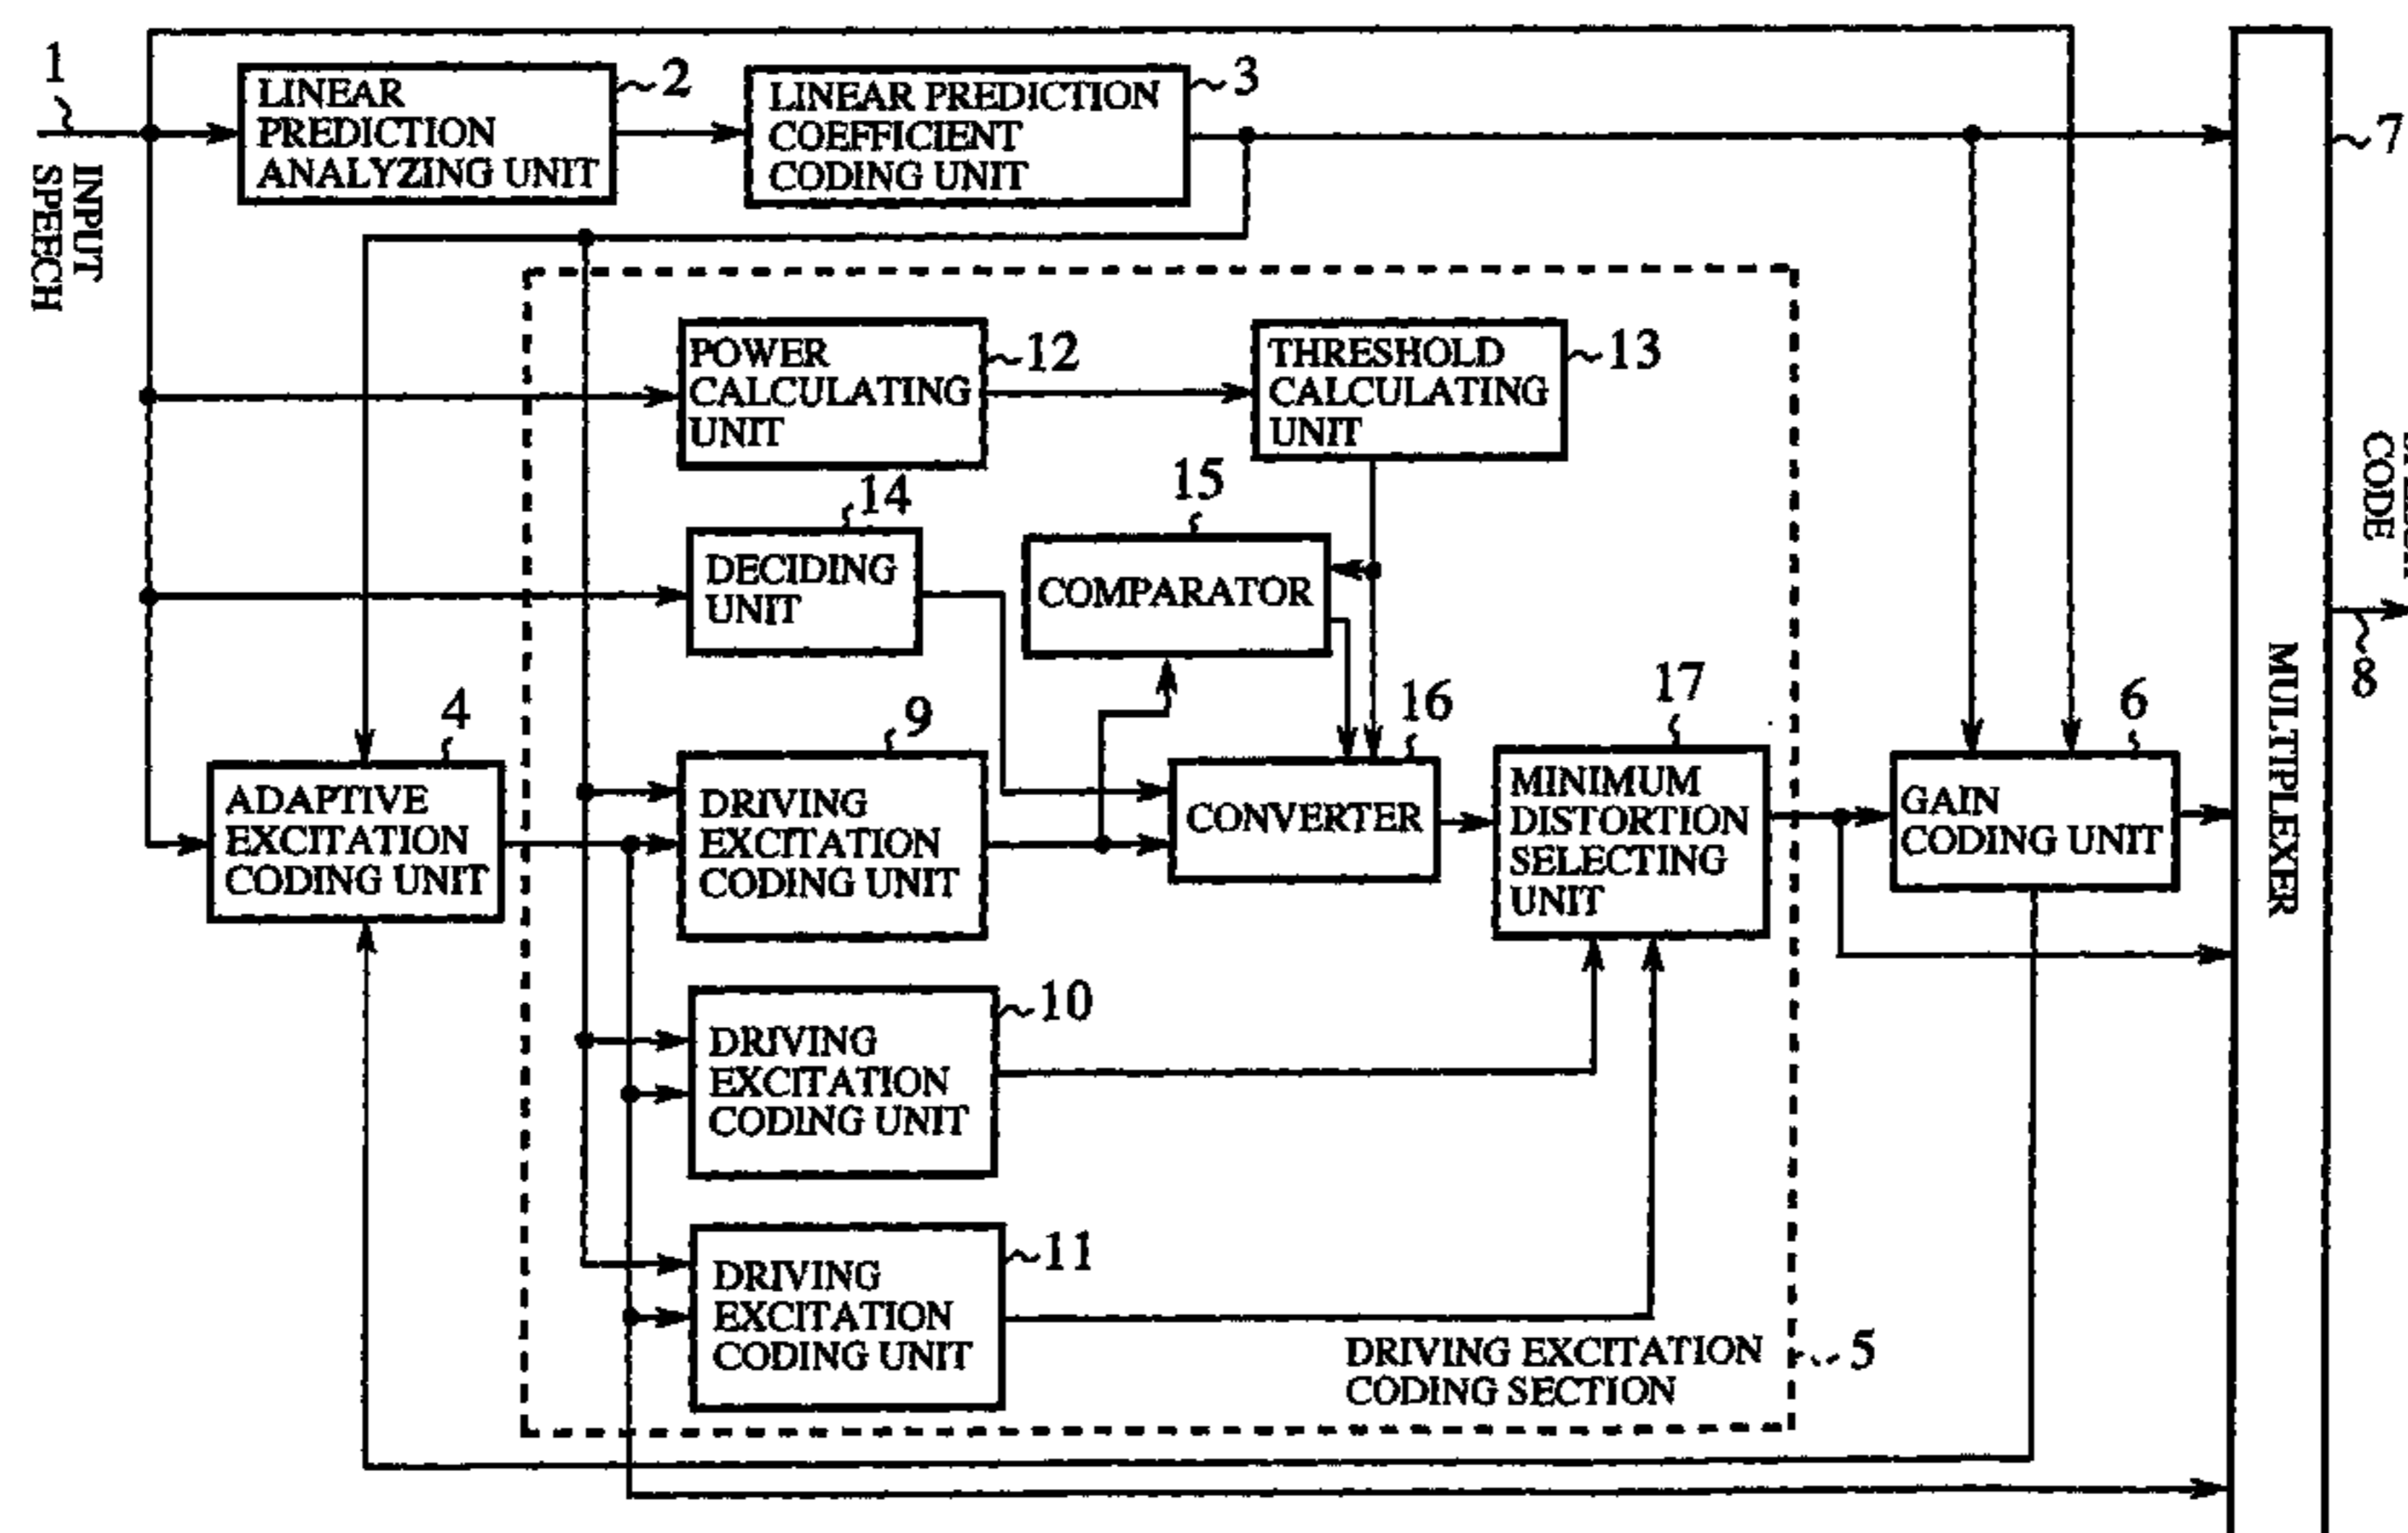 1
INPUT
SPEECH
LINEAR
PREDICTION
ANALYZING UNIT
2
LINEAR PREDICTION
COEFFICIENT
CODING UNIT
3
7
POWER
CALCULATING
UNIT
12
THRESHOLD
CALCULATING
UNIT
13
CODE
14
DECIDING
UNIT
15
COMPARATOR
8
4
ADAPTIVE
EXCITATION
CODING UNIT
9
DRIVING
EXCITATION
CODING UNIT
16
CONVERTER
17
MINIMUM
DISTORTION
SELECTING
UNIT
6
GAIN
CODING UNIT
MULTIPLEXER
10
DRIVING
EXCITATION
CODING UNIT
11
DRIVING
EXCITATION
CODING UNIT
DRIVING EXCITATION
CODING SECTION
5